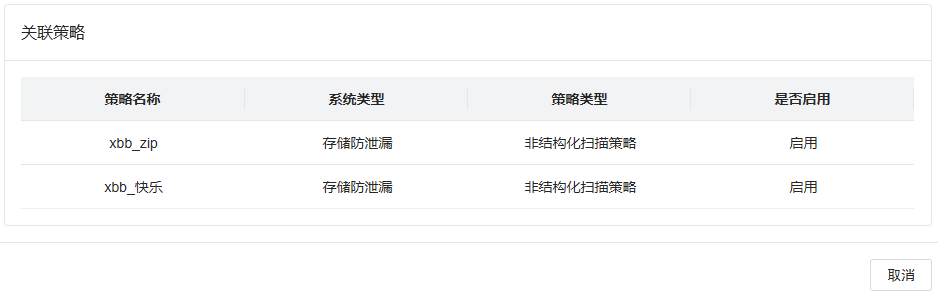 关联策略
策略名称 系统类型 策略类型 是否启用
xbb_zip 存储防泄漏 非结构化扫描策略 启用
xbb_快乐 存储防泄漏 非结构化扫描策略 启用
取消